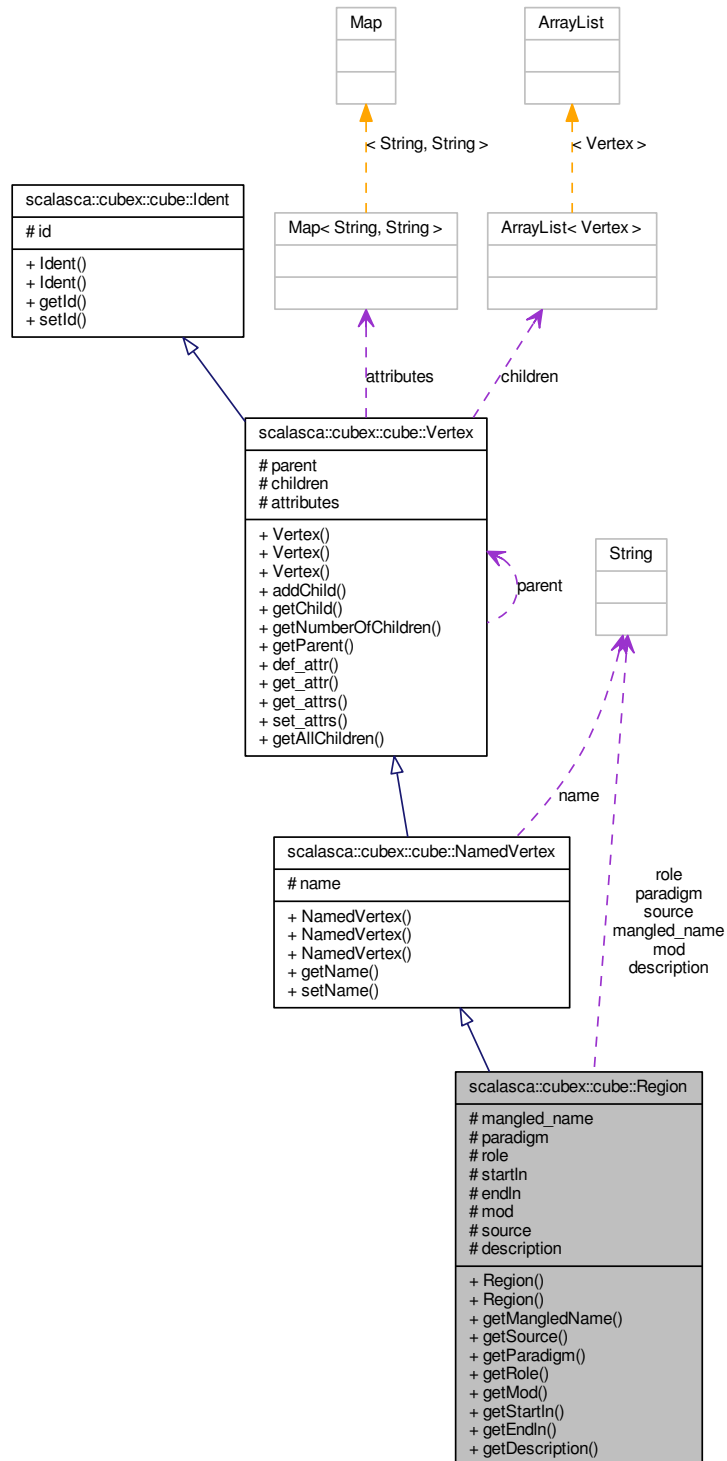 Map
ArrayList
< String, String >
< Vertex >
scalasca::cubex::cube::Ident
# id
+ Ident()
+ Ident()
+ getId()
+ setId()
Map< String, String >
ArrayList< Vertex >
attributes
children
scalasca::cubex::cube::Vertex
# parent
# children
# attributes
+ Vertex()
+ Vertex()
+ Vertex()
+ addChild()
+ getChild()
+ getNumberOfChildren()
+ getParent()
+ def_attr()
+ get_attr()
+ get_attrs()
+ set_attrs()
+ getAllChildren()
parent
String
name
scalasca::cubex::cube::NamedVertex
# name
+ NamedVertex()
+ NamedVertex()
+ NamedVertex()
+ getName()
+ setName()
role
paradigm
source
mangled_name
mod
description
scalasca::cubex::cube::Region
# mangled_name
# paradigm
# role
# startln
# endln
# mod
# source
# description
+ Region()
+ Region()
+ getMangledName()
+ getSource()
+ getParadigm()
+ getRole()
+ getMod()
+ getStartln()
+ getEndln()
+ getDescription()